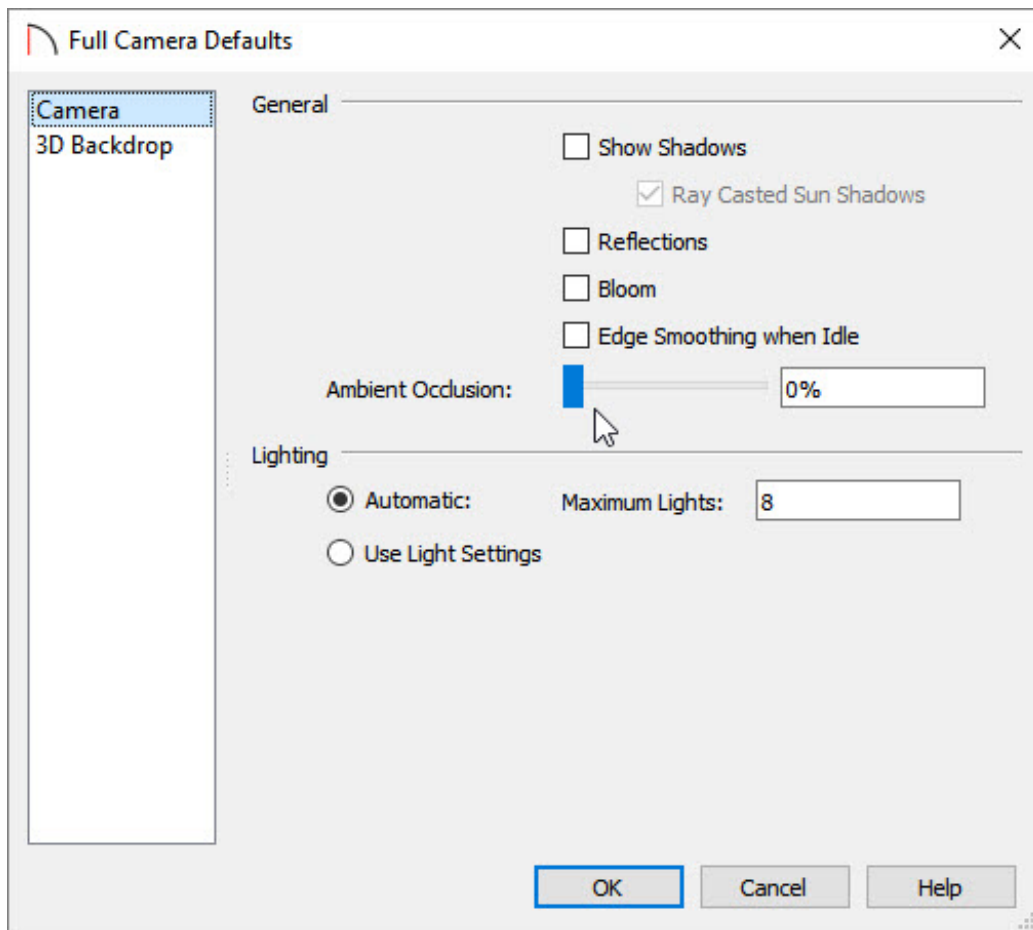 Full Camera Defaults
Camera
3D Backdrop
General
Show Shadows
Ray Casted Sun Shadows
Reflections
Bloom
Edge Smoothing when Idle
Ambient Occlusion: 0%
Lighting
Automatic: Maximum Lights: 8
Use Light Settings
OK Cancel Help